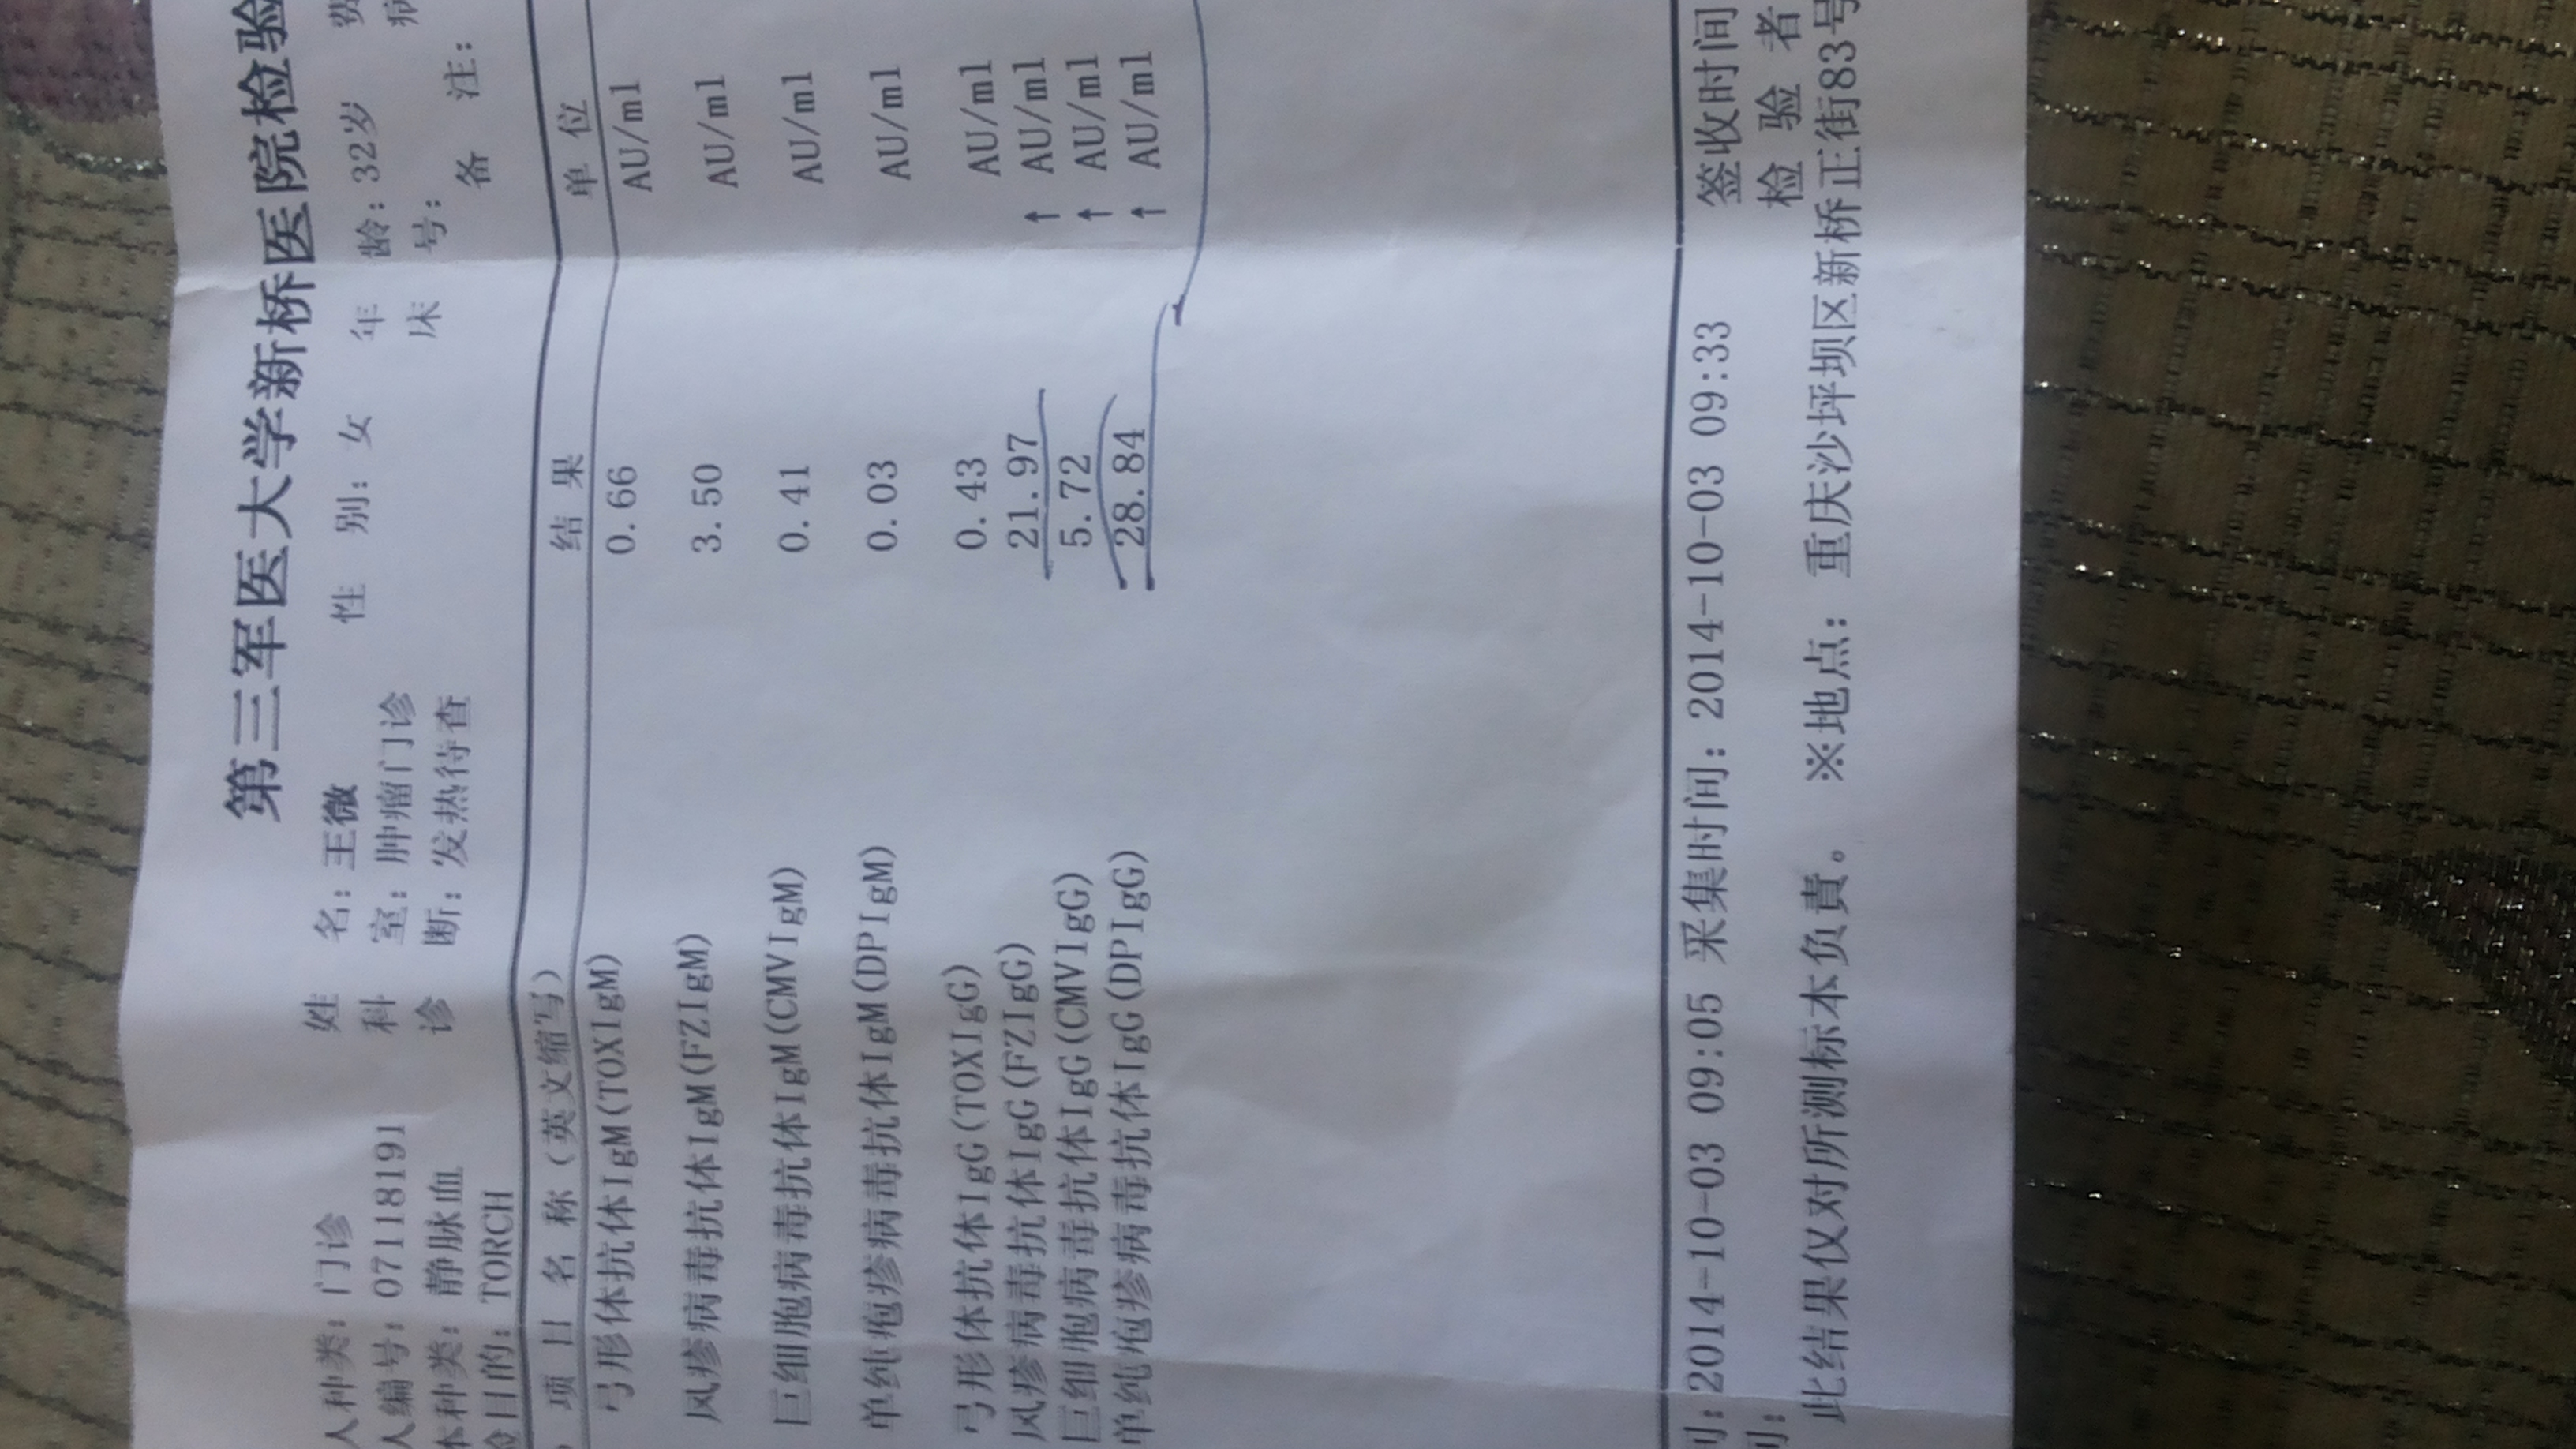 第三军医大学新桥医院检验
人种类: 门诊 姓 名: 王微 性 别: 女 年 龄: 32岁 费
人编号: 071118191 科 室: 肿瘤门诊 床 号: 病
本种类: 静脉血 诊 断: 发热待查 备 注:
检目的: TORCH
项 目 名 称 (英文缩写) 结 果 单 位
弓形体抗体IgM(TOXIgM) 0.66 AU/ml
风疹病毒抗体IgM(FZIgM) 3.50 AU/ml
巨细胞病毒抗体IgM(CMVIgM) 0.41 AU/ml
单纯疱疹病毒抗体IgM(DPIgM) 0.03 AU/ml
弓形体抗体IgG(TOXIgG) 0.43 AU/ml
风疹病毒抗体IgG(FZIgG) 21.97 ↑ AU/ml
巨细胞病毒抗体IgG(CMVIgG) 5.72 ↑ AU/ml
单纯疱疹病毒抗体IgG(DPIgG) 28.84 ↑ AU/ml
: 2014-10-03 09:05 采集时间: 2014-10-03 09:33 签收时间
: 检 验 者
此结果仅对所测标本负责。 ※地点: 重庆沙坪坝区新桥正街83号